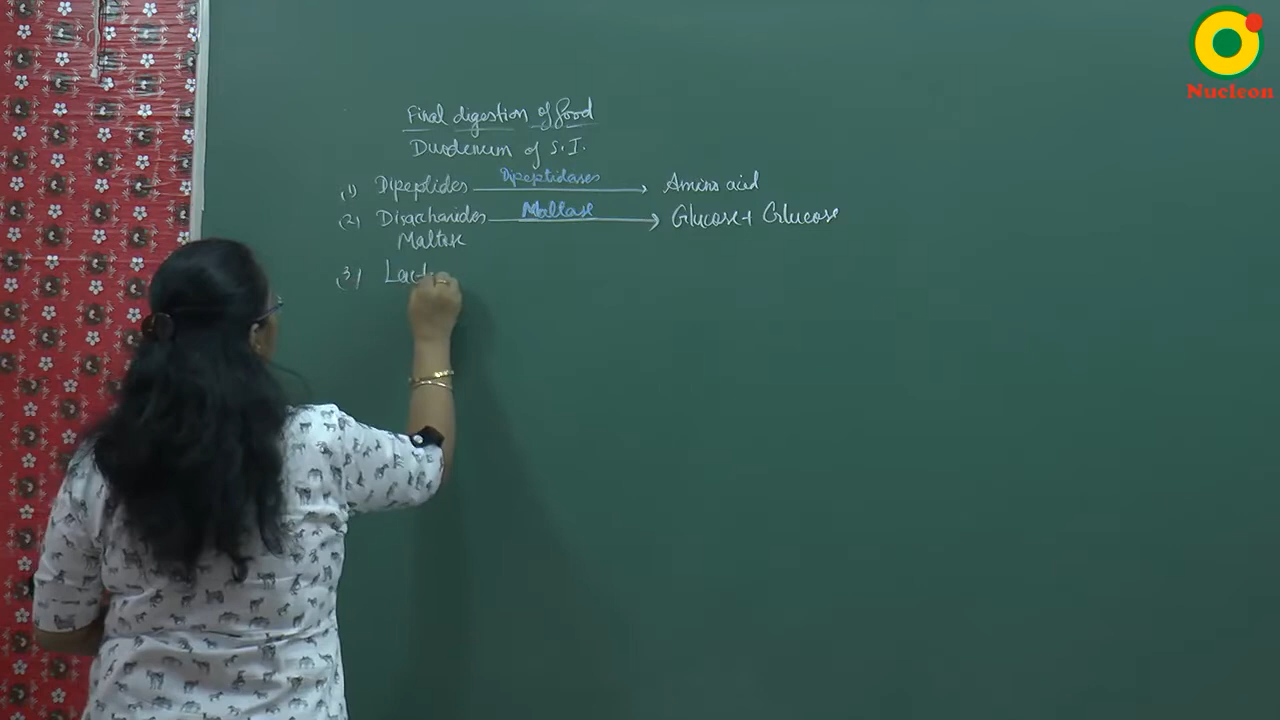 Nucleon
Final digestion of food
Duodenum of S.I.
(1) Dipeptides Dipeptidases Amino acid
(2) Disaccharides Maltase Glucose + Glucose
Maltose
(3) Lact